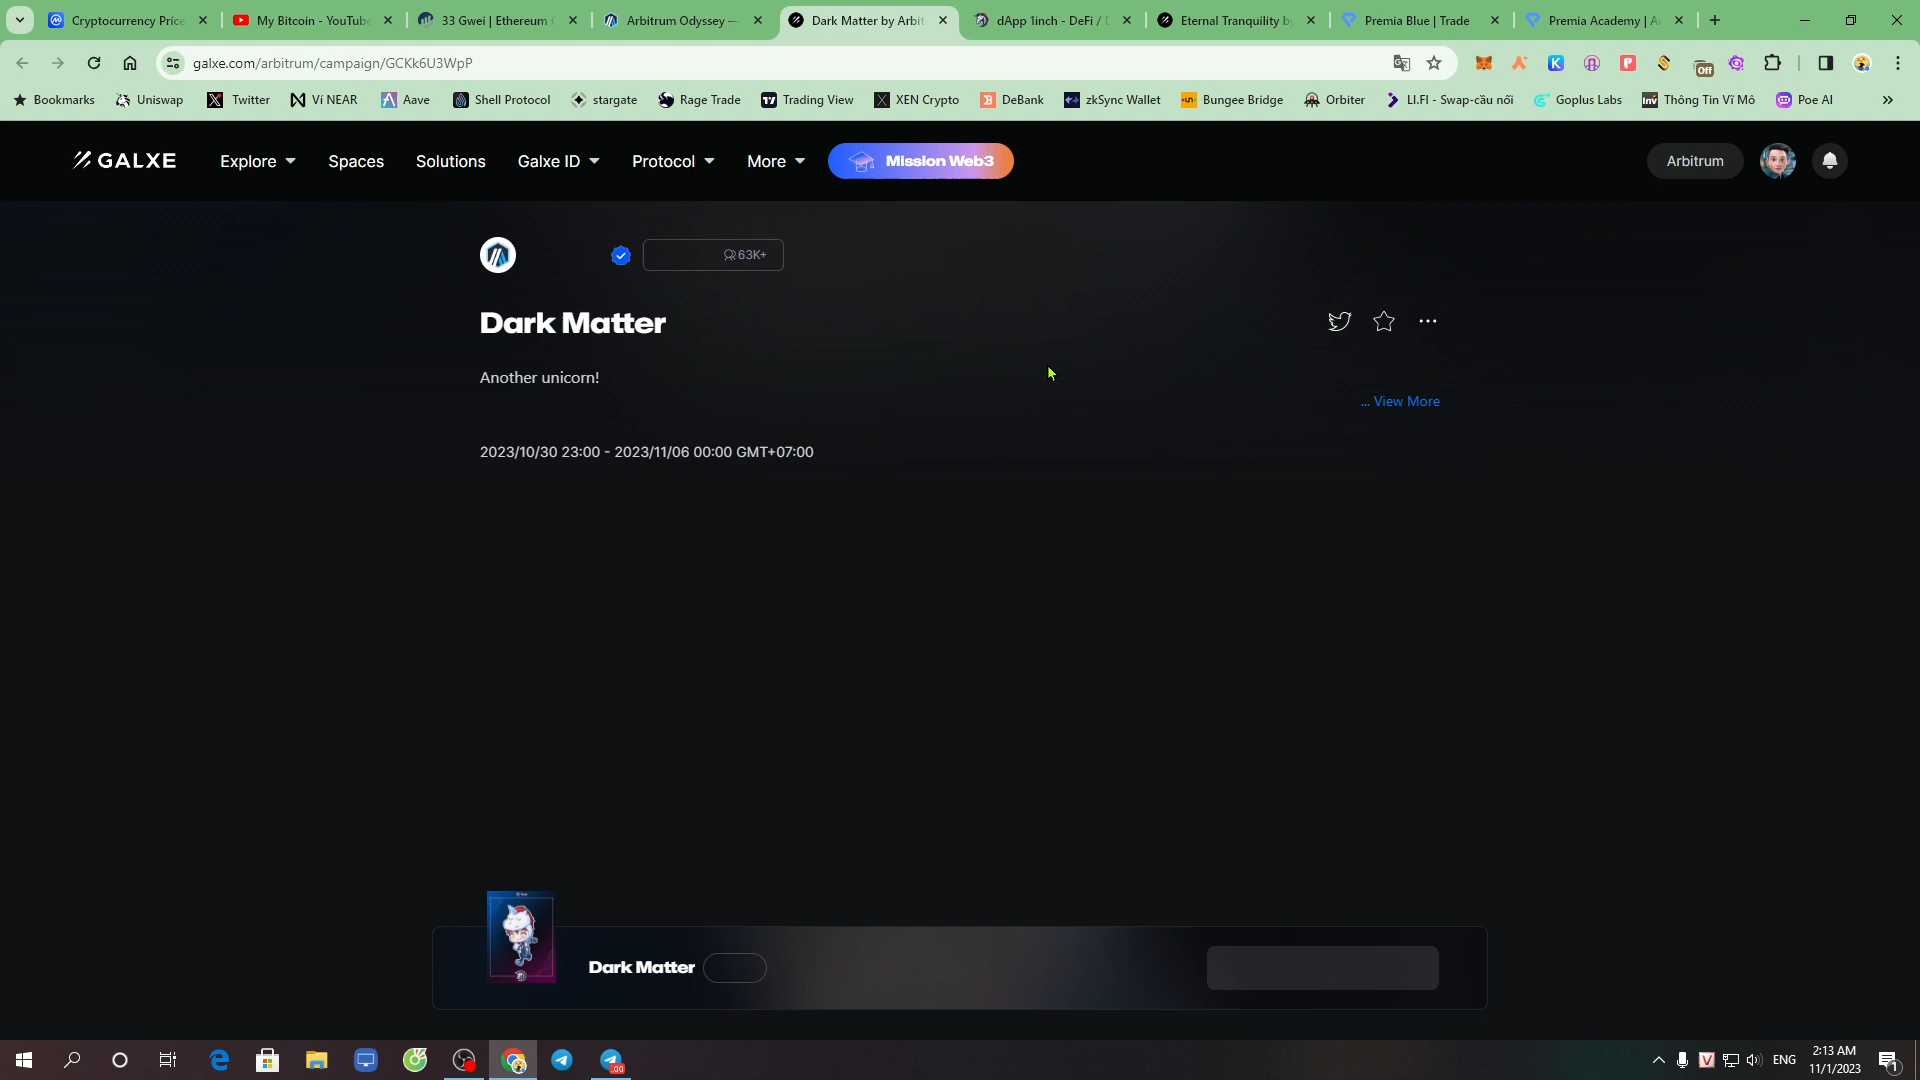 Cryptocurrency Price
My Bitcoin - YouTube
33 Gwei | Ethereum
Arbitrum Odyssey —
Dark Matter by Arbit
dApp 1inch - DeFi /
Eternal Tranquility by
Premia Blue | Trade
Premia Academy | A
galxe.com/arbitrum/campaign/GCKk6U3WpP
Off
Bookmarks
Uniswap
Twitter
Ví NEAR
Aave
Shell Protocol
stargate
Rage Trade
Trading View
XEN Crypto
DeBank
zkSync Wallet
Bungee Bridge
Orbiter
LI.FI - Swap-cầu nối
Goplus Labs
Thông Tin Vĩ Mô
Poe AI
GALXE
Explore
Spaces
Solutions
Galxe ID
Protocol
More
Mission Web3
Arbitrum
63K+
Dark Matter
Another unicorn!
... View More
2023/10/30 23:00 - 2023/11/06 00:00 GMT+07:00
Dark Matter
ENG
2:13 AM
11/1/2023
1